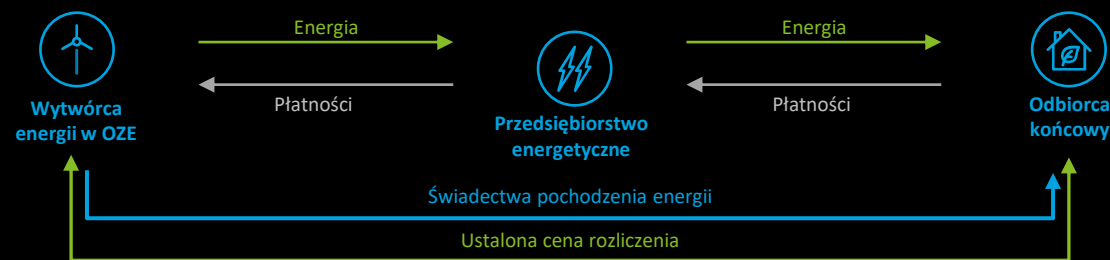 Energia
Energia
Płatności
Płatności
Wytwórca
energii w OZE
Przedsiębiorstwo
energetyczne
Odbiorca
końcowy
Świadectwa pochodzenia energii
Ustalona cena rozliczenia